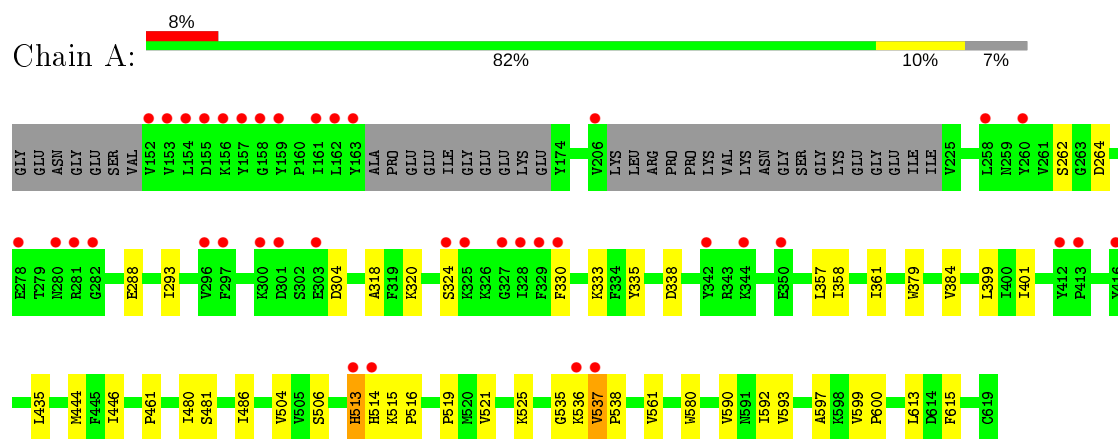 8%
Chain A:
82% 10% 7%
GLY GLU ASN GLY GLU SER VAL V152 V153 L154 D155 K156 Y157 G158 Y159 P160 I161 L162 Y163 ALA PRO GLU GLU ILE GLY GLU GLU LYS GLU Y174 V206 LYS LEU ARG PRO PRO LYS VAL LYS ASN GLY SER GLY LYS GLU GLY GLU ILE ILE V225 L258 N259 Y260 V261 S262 G263 D264
E278 T279 N280 R281 G282 E288 I293 V296 F297 K300 D301 S302 E303 D304 A318 F319 K320 S324 K325 K326 G327 I328 F329 F330 K333 F334 Y335 D338 Y342 R343 K344 E350 L357 I358 I361 W379 V384 L399 I400 I401 Y412 P413 Y416
L435 M444 F445 I446 P461 I480 S481 I486 V504 V505 S506 H513 H514 K515 P516 P519 M520 V521 K525 G535 K536 V537 P538 V561 W580 V590 N591 I592 V593 A597 K598 V599 P600 L613 D614 F615 C619